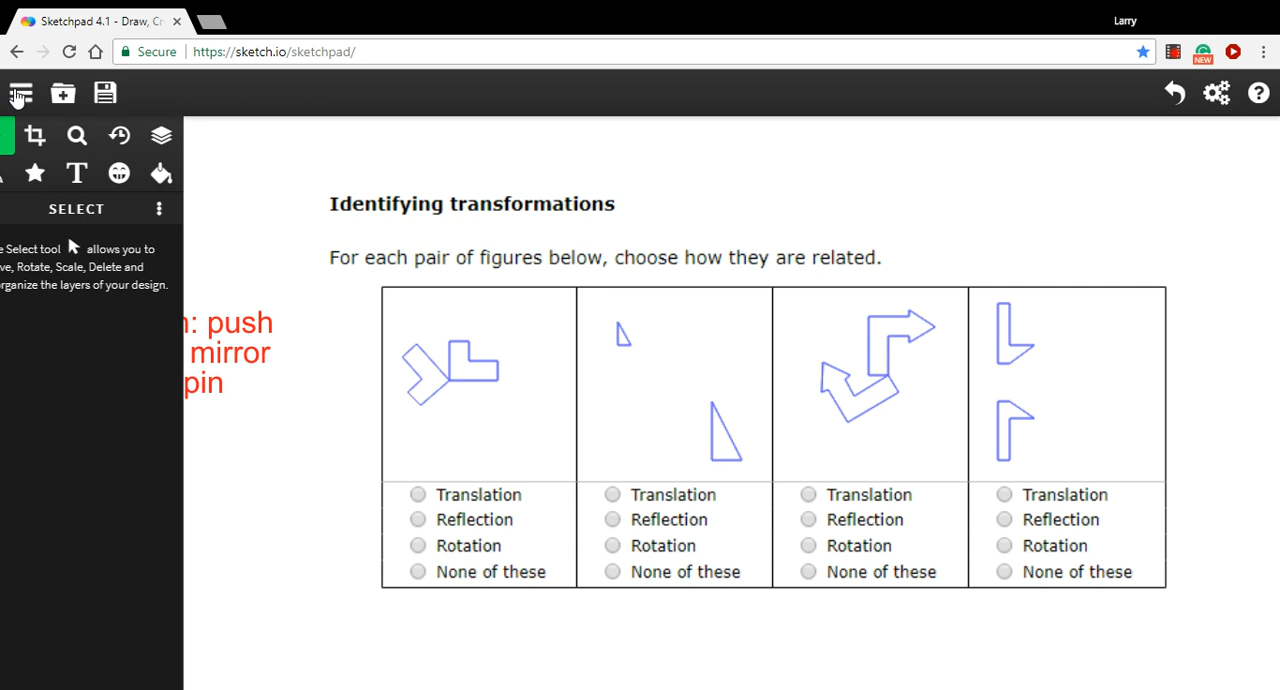 Sketchpad 4.1 - Draw, Cr
Larry
Secure https://sketch.io/sketchpad/
NEW
T
SELECT
e Select tool allows you to
ve, Rotate, Scale, Delete and
rganize the layers of your design.
n: push
mirror
pin
Identifying transformations
For each pair of figures below, choose how they are related.
Translation Translation Translation Translation
Reflection Reflection Reflection Reflection
Rotation Rotation Rotation Rotation
None of these None of these None of these None of these